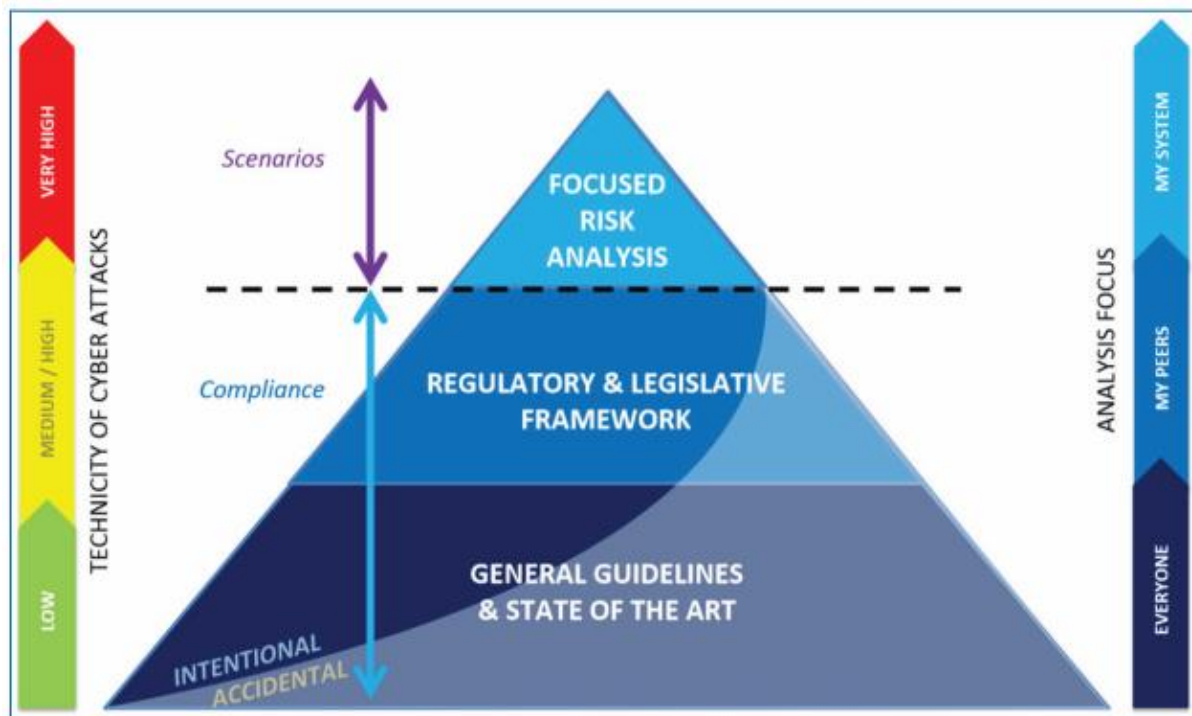 VERY HIGH
MEDIUM / HIGH
LOW
TECHNICITY OF CYBER ATTACKS
Scenarios
Compliance
FOCUSED
RISK
ANALYSIS
REGULATORY & LEGISLATIVE
FRAMEWORK
GENERAL GUIDELINES
& STATE OF THE ART
INTENTIONAL
ACCIDENTAL
ANALYSIS FOCUS
MY SYSTEM
MY PEERS
EVERYONE